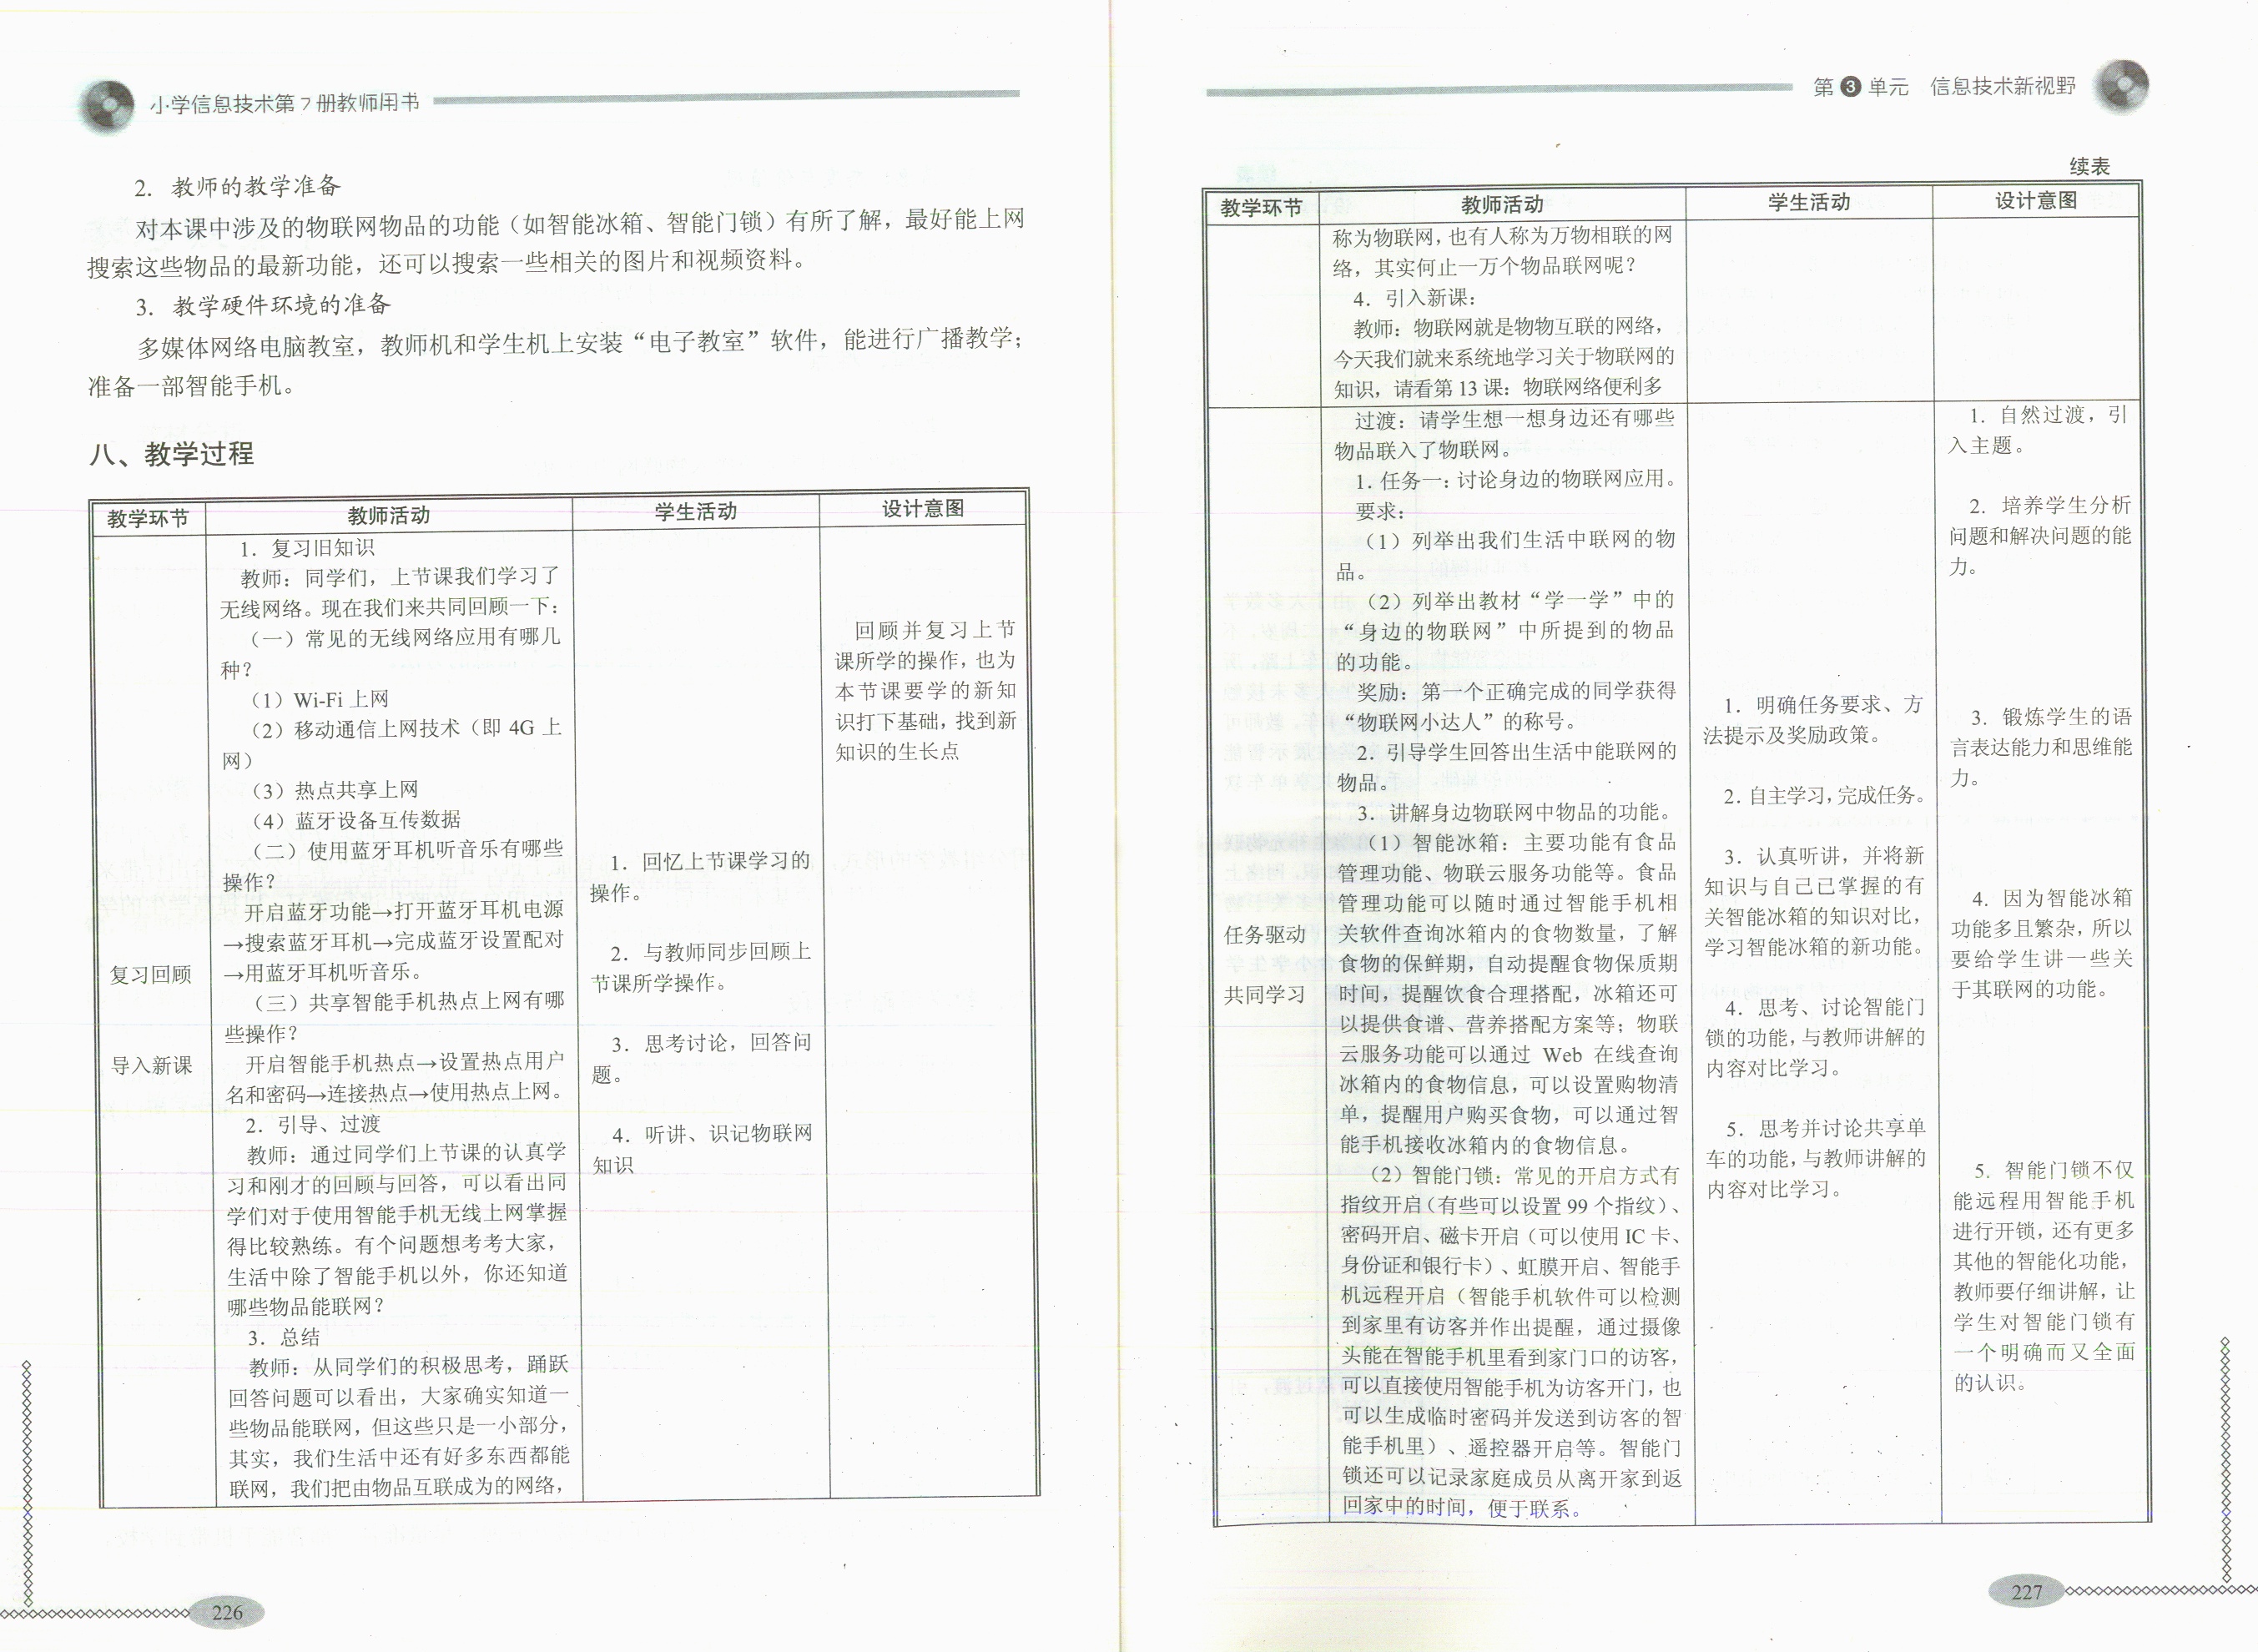 小学信息技术第7册教师用书
2. 教师的教学准备
对本课中涉及的物联网物品的功能（如智能冰箱、智能门锁）有所了解，最好能上网
搜索这些物品的最新功能，还可以搜索一些相关的图片和视频资料。
3. 教学硬件环境的准备
多媒体网络电脑教室，教师机和学生机上安装“电子教室”软件，能进行广播教学；
准备一部智能手机。
八、教学过程
教学环节
教师活动
学生活动
设计意图
复习回顾
导入新课
1. 复习旧知识
教师：同学们，上节课我们学习了
无线网络。现在我们来共同回顾一下：
（一）常见的无线网络应用有哪几
种？
（1）Wi-Fi 上网
（2）移动通信上网技术（即 4G 上
网）
（3）热点共享上网
（4）蓝牙设备互传数据
（二）使用蓝牙耳机听音乐有哪些
操作？
开启蓝牙功能→打开蓝牙耳机电源
→搜索蓝牙耳机→完成蓝牙设置配对
→用蓝牙耳机听音乐。
（三）共享智能手机热点上网有哪
些操作？
开启智能手机热点→设置热点用户
名和密码→连接热点→使用热点上网。
2. 引导、过渡
教师：通过同学们上节课的认真学
习和刚才的回顾与回答，可以看出同
学们对于使用智能手机无线上网掌握
得比较熟练。有个问题想考考大家，
生活中除了智能手机以外，你还知道
哪些物品能联网？
3. 总结
教师：从同学们的积极思考，踊跃
回答问题可以看出，大家确实知道一
些物品能联网，但这些只是一小部分，
其实，我们生活中还有好多东西都能
联网，我们把由物品互联成为的网络，
1. 回忆上节课学习的
操作。
2. 与教师同步回顾上
节课所学操作。
3. 思考讨论，回答问
题。
4. 听讲、识记物联网
知识
回顾并复习上节
课所学的操作，也为
本节课要学的新知
识打下基础，找到新
知识的生长点
226
第3单元 信息技术新视野
续表
教学环节
教师活动
学生活动
设计意图
称为物联网，也有人称为万物相联的网
络，其实何止一万个物品联网呢？
4. 引入新课：
教师：物联网就是物物互联的网络，
今天我们就来系统地学习关于物联网的
知识，请看第 13 课：物联网络便利多
任务驱动
共同学习
过渡：请学生想一想身边还有哪些
物品联入了物联网。
1. 任务一：讨论身边的物联网应用。
要求：
（1）列举出我们生活中联网的物
品。
（2）列举出教材“学一学”中的
“身边的物联网”中所提到的物品
的功能。
奖励：第一个正确完成的同学获得
“物联网小达人”的称号。
2. 引导学生回答出生活中能联网的
物品。
3. 讲解身边物联网中物品的功能。
（1）智能冰箱：主要功能有食品
管理功能、物联云服务功能等。食品
管理功能可以随时通过智能手机相
关软件查询冰箱内的食物数量，了解
食物的保鲜期，自动提醒食物保质期
时间，提醒饮食合理搭配，冰箱还可
以提供食谱、营养搭配方案等；物联
云服务功能可以通过 Web 在线查询
冰箱内的食物信息，可以设置购物清
单，提醒用户购买食物，可以通过智
能手机接收冰箱内的食物信息。
（2）智能门锁：常见的开启方式有
指纹开启（有些可以设置 99 个指纹）、
密码开启、磁卡开启（可以使用 IC 卡、
身份证和银行卡）、虹膜开启、智能手
机远程开启（智能手机软件可以检测
到家里有访客并作出提醒，通过摄像
头能在智能手机里看到家门口的访客，
可以直接使用智能手机为访客开门，也
可以生成临时密码并发送到访客的智
能手机里）、遥控器开启等。智能门
锁还可以记录家庭成员从离开家到返
回家中的时间，便于联系。
1. 明确任务要求、方
法提示及奖励政策。
2. 自主学习，完成任务。
3. 认真听讲，并将新
知识与自己已掌握的有
关智能冰箱的知识对比，
学习智能冰箱的新功能。
4. 思考、讨论智能门
锁的功能，与教师讲解的
内容对比学习。
5. 思考并讨论共享单
车的功能，与教师讲解的
内容对比学习。
1. 自然过渡，引
入主题。
2. 培养学生分析
问题和解决问题的能
力。
3. 锻炼学生的语
言表达能力和思维能
力。
4. 因为智能冰箱
功能多且繁杂，所以
要给学生讲一些关
于其联网的功能。
5. 智能门锁不仅
能远程用智能手机
进行开锁，还有更多
其他的智能化功能，
教师要仔细讲解，让
学生对智能门锁有
一个明确而又全面
的认识。
227